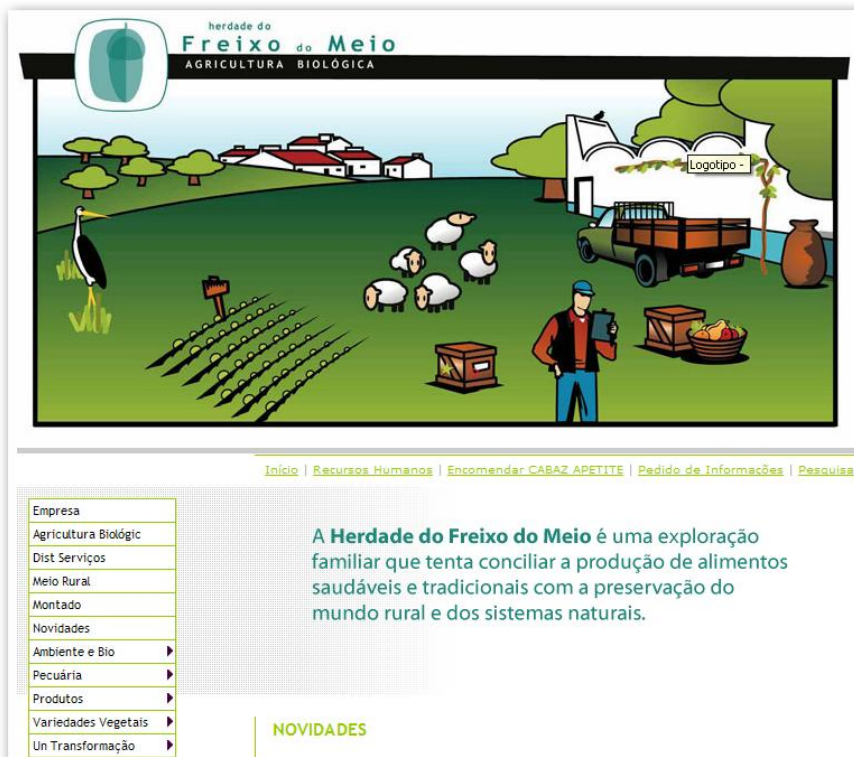 herdade do
Freixo do Meio
AGRICULTURA BIOLÓGICA
Logotipo -
Início | Recursos Humanos | Encomendar CABAZ APETITE | Pedido de Informações | Pesquisa
Empresa
Agricultura Biológic
Dist Serviços
Meio Rural
Montado
Novidades
Ambiente e Bio
Pecuária
Produtos
Variedades Vegetais
Un Transformação
A Herdade do Freixo do Meio é uma exploração
familiar que tenta conciliar a produção de alimentos
saudáveis e tradicionais com a preservação do
mundo rural e dos sistemas naturais.
NOVIDADES